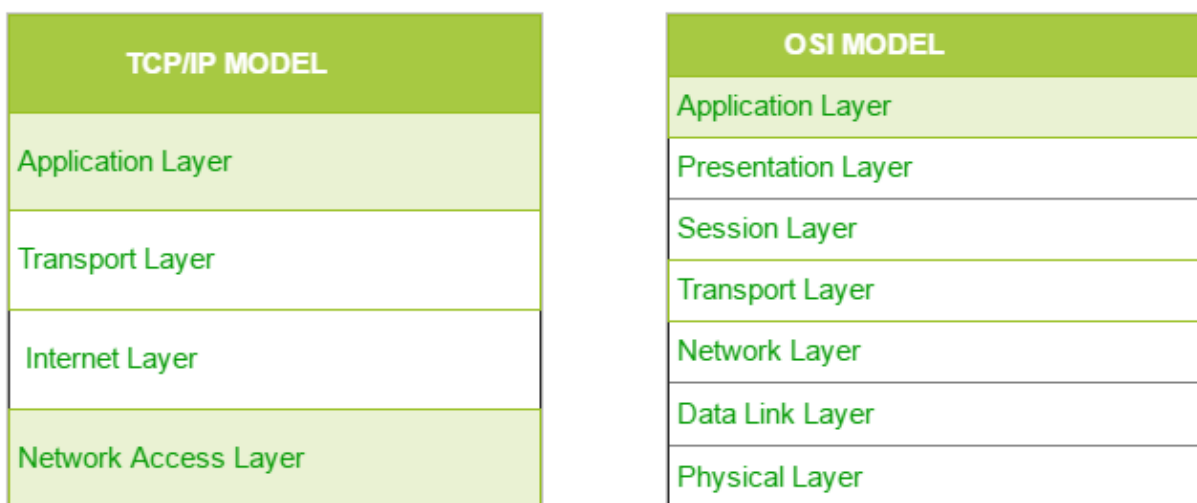 TCP/IP MODEL
Application Layer
Transport Layer
Internet Layer
Network Access Layer
OSI MODEL
Application Layer
Presentation Layer
Session Layer
Transport Layer
Network Layer
Data Link Layer
Physical Layer